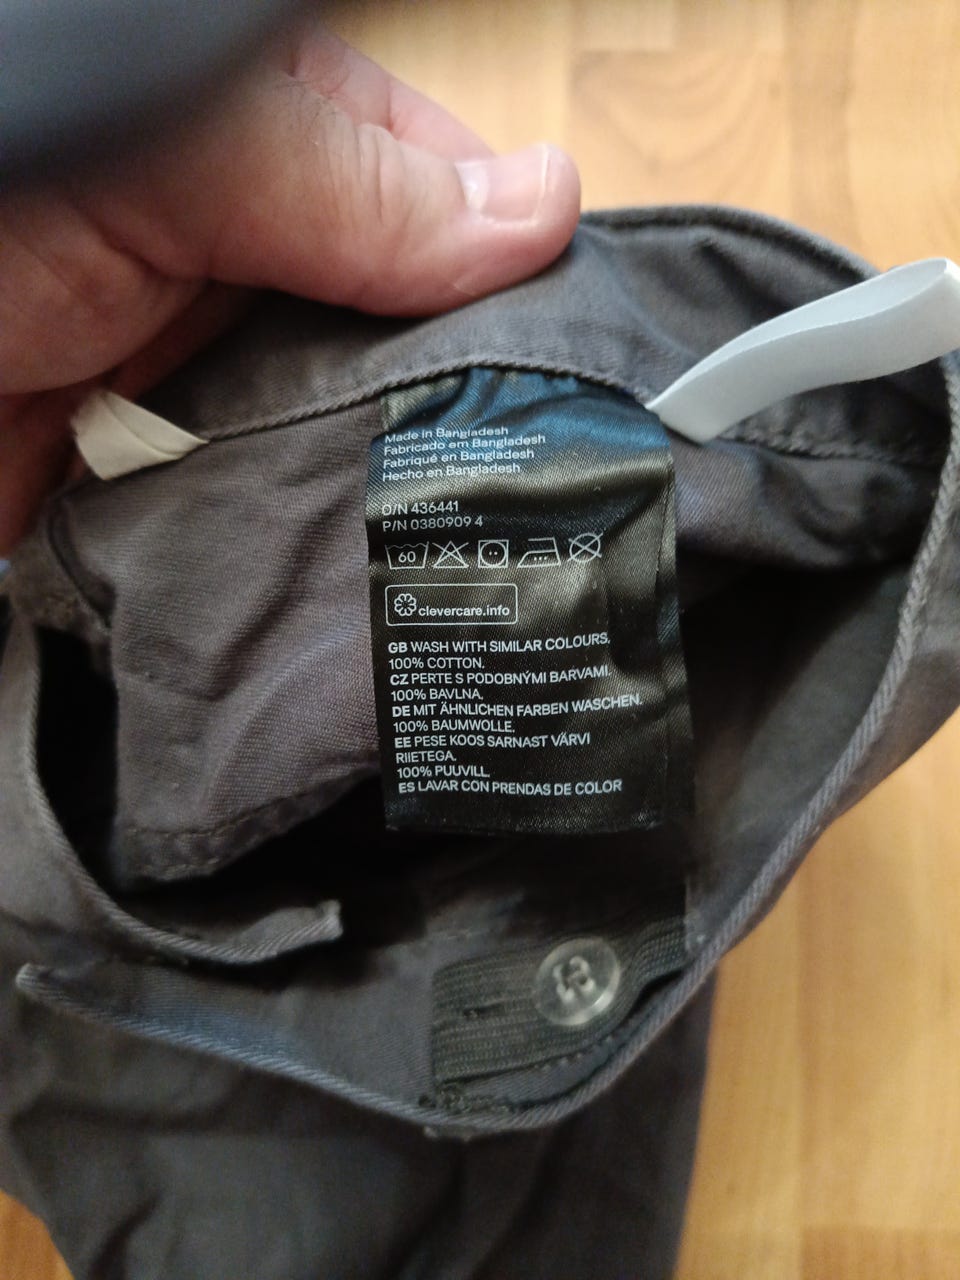 Made in Bangladesh
Fabricado em Bangladesh
Fabriqué en Bangladesh
Hecho en Bangladesh
O/N 436441
P/N 0380909 4
60
clevercare.info
GB WASH WITH SIMILAR COLOURS.
100% COTTON.
CZ PERTE S PODOBNÝMI BARVAMI.
100% BAVLNA.
DE MIT ÄHNLICHEN FARBEN WASCHEN.
100% BAUMWOLLE.
EE PESE KOOS SARNAST VÄRVI
RIIETEGA.
100% PUUVILL.
ES LAVAR CON PRENDAS DE COLOR